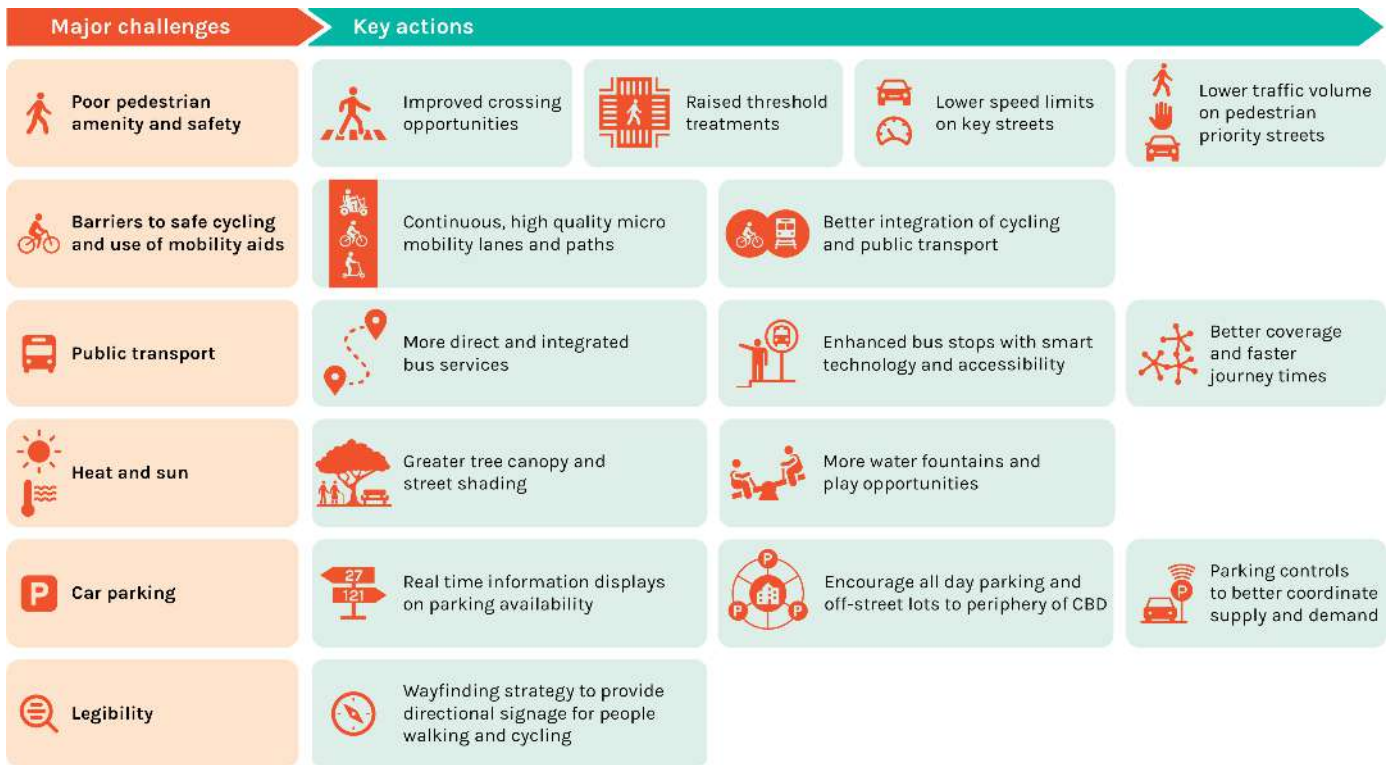 Major challenges
Key actions
Poor pedestrian
amenity and safety
Improved crossing
opportunities
Raised threshold
treatments
Lower speed limits
on key streets
Lower traffic volume
on pedestrian
priority streets
Barriers to safe cycling
and use of mobility aids
Continuous, high quality micro
mobility lanes and paths
Better integration of cycling
and public transport
Public transport
More direct and integrated
bus services
Enhanced bus stops with smart
technology and accessibility
Better coverage
and faster
journey times
Heat and sun
Greater tree canopy and
street shading
More water fountains and
play opportunities
P
Car parking
27
121
Real time information displays
on parking availability
P
P
P
Encourage all day parking and
off-street lots to periphery of CBD
P
Parking controls
to better coordinate
supply and demand
Legibility
Wayfinding strategy to provide
directional signage for people
walking and cycling